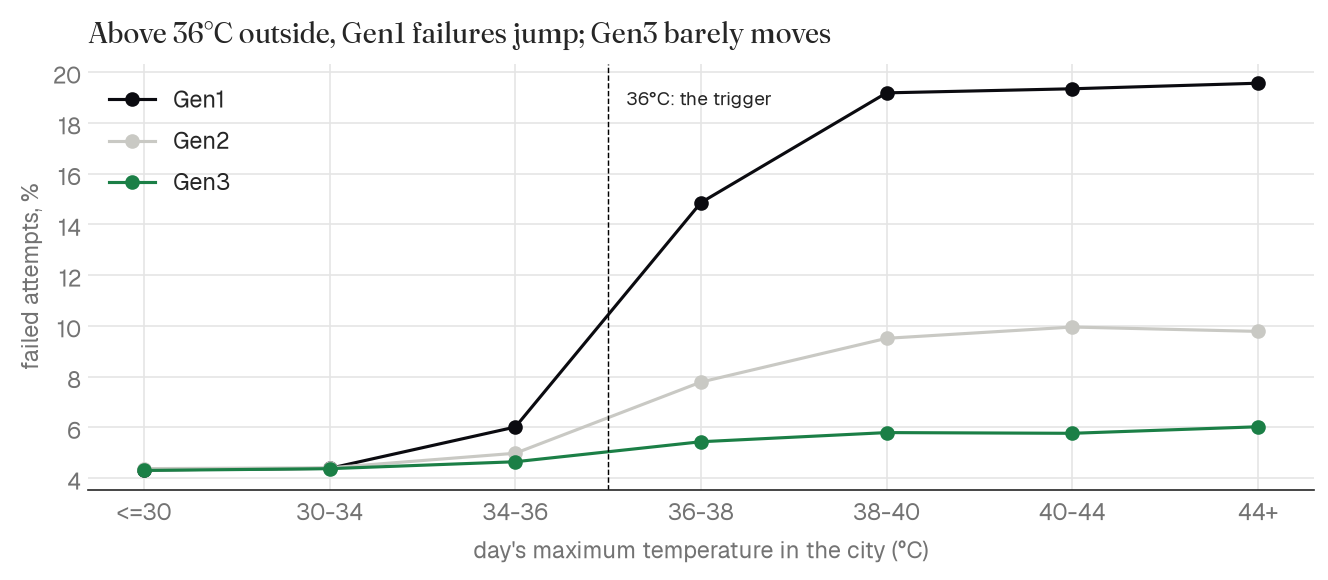 Above 36°C outside, Gen1 failures jump; Gen3 barely moves
failed attempts, %
20
18
16
14
12
10
8
6
4
Gen1
Gen2
Gen3
36°C: the trigger
<=30
30–34
34–36
36–38
38–40
40–44
44+
day's maximum temperature in the city (°C)